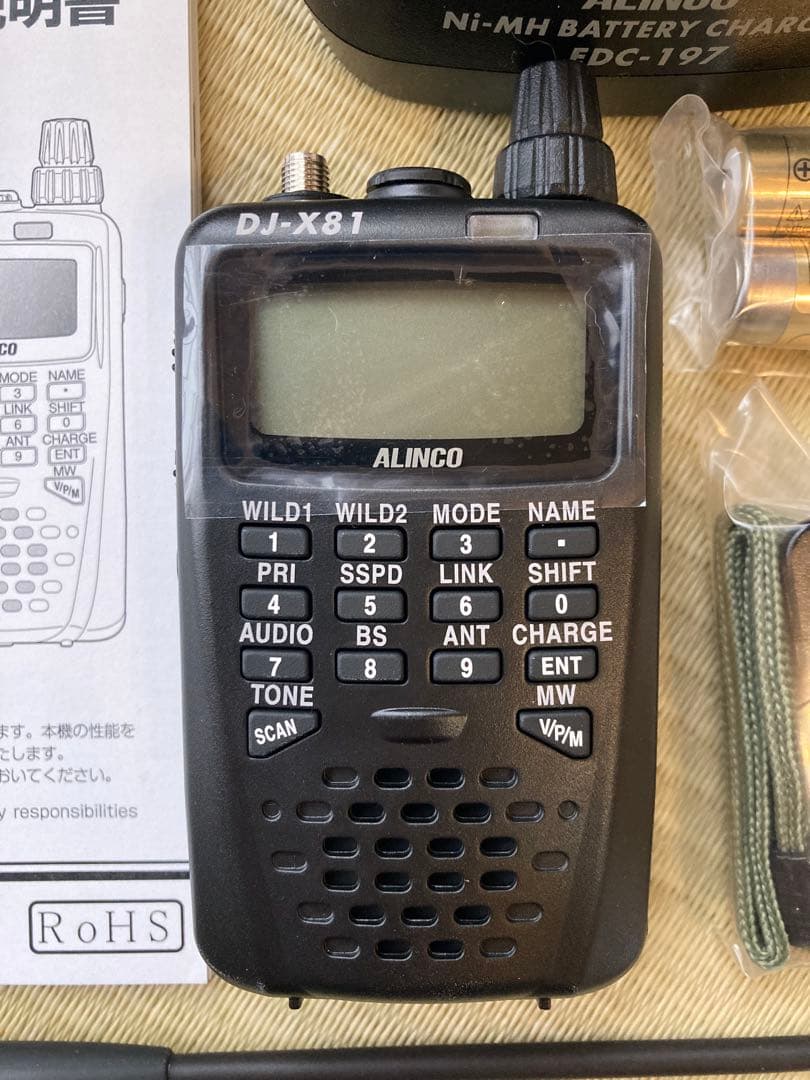 明書
ALINCO
Ni-MH BATTERY CHAR
EDC-197
DJ-X81
ALINCO
WILD1 WILD2 MODE NAME
1 2 3 ・
PRI SSPD LINK SHIFT
4 5 6 0
AUDIO BS ANT CHARGE
7 8 9 ENT
TONE MW
SCAN V/P/M
NCO
MODE NAME
3 ・
LINK SHIFT
6 0
ANT CHARGE
9 ENT
MW
V/P/M
ます。本機の性能を
たします。
おいてください。
responsibilities
RoHS